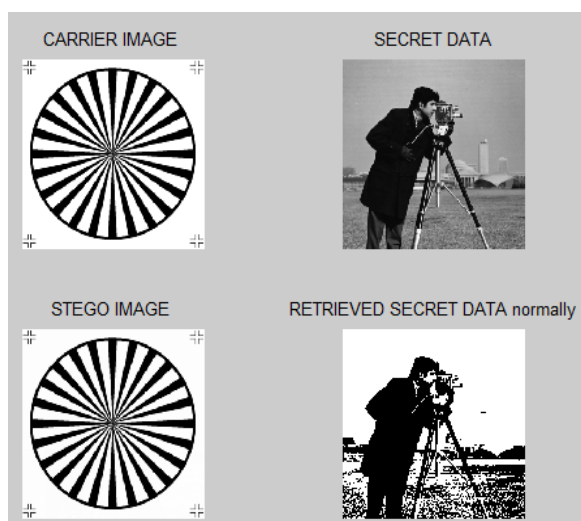 CARRIER IMAGE
SECRET DATA
STEGO IMAGE
RETRIEVED SECRET DATA normally